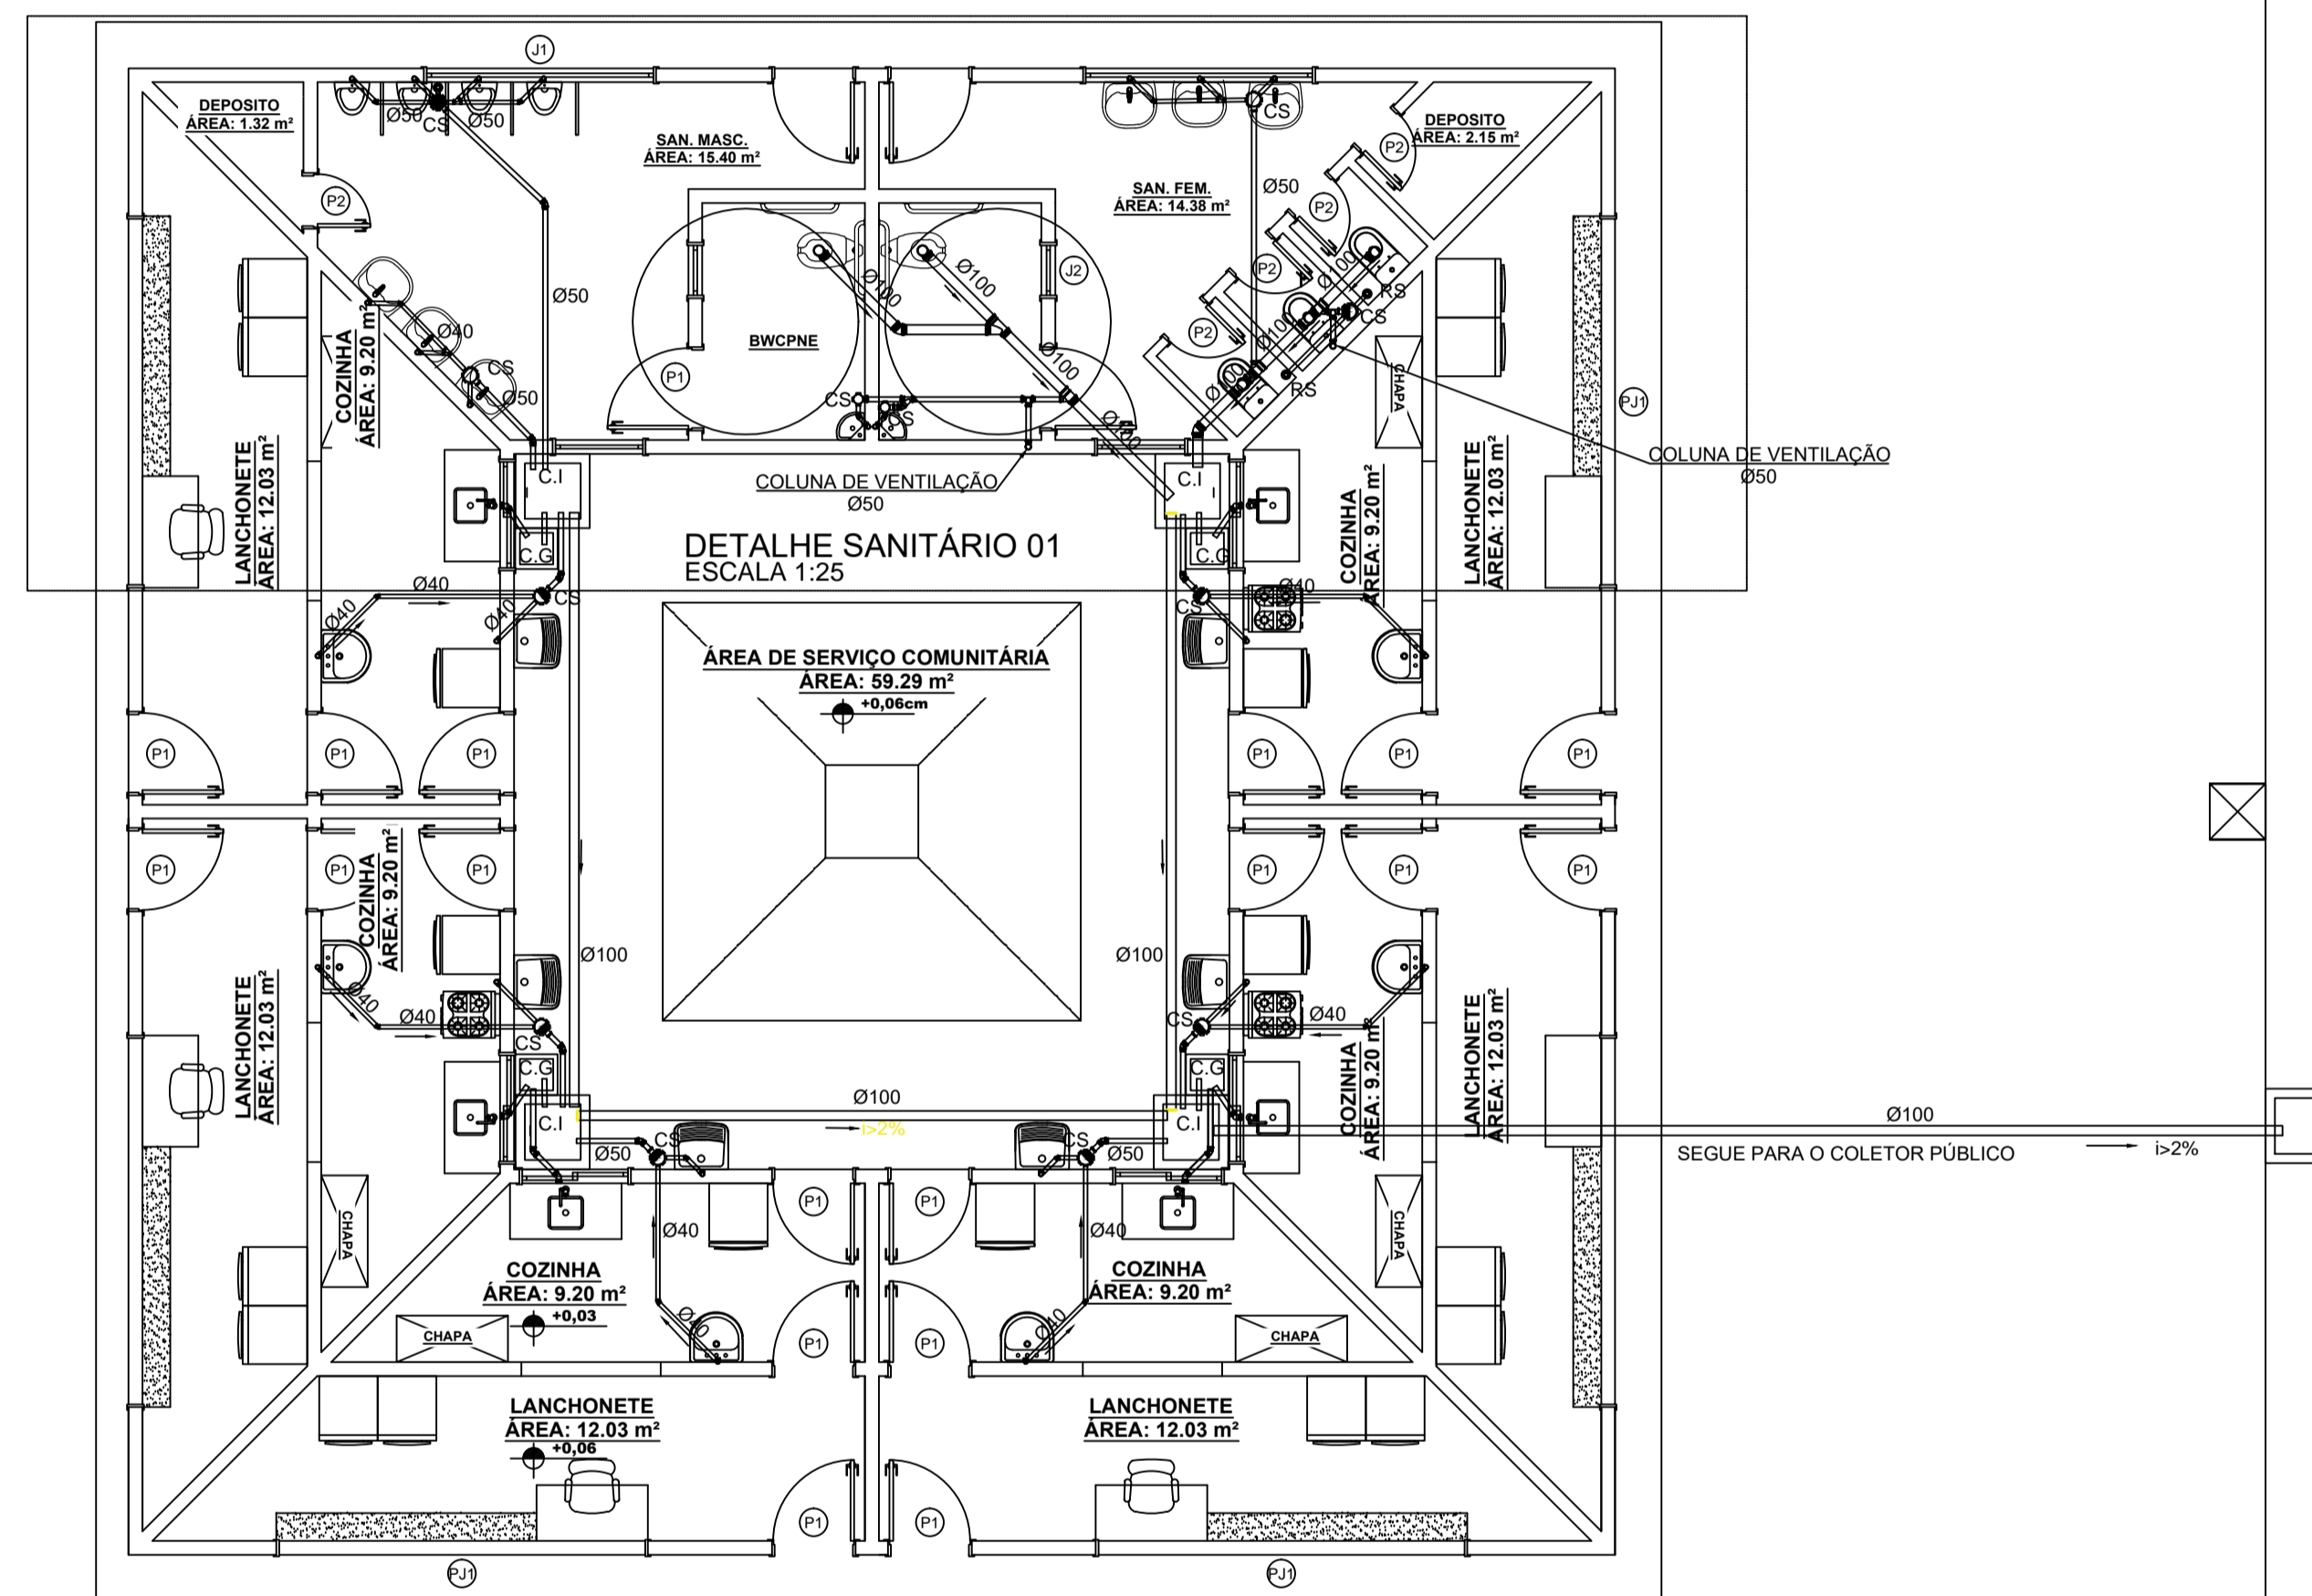 J1
DEPOSITO
ÁREA: 1.32 m²
Ø50
CS
Ø50
SAN. MASC.
ÁREA: 15.40 m²
CS
DEPOSITO
ÁREA: 2.15 m²
P2
P2
SAN. FEM.
ÁREA: 14.38 m²
Ø50
P2
P2
Ø50
Ø100
Ø100
J2
P2
Ø100
RS
CS
COZINHA
ÁREA: 9.20 m²
Ø40
CS
Ø50
BWCPNE
P1
Ø100
Ø100
Ø100
RS
CHAPA
PJ1
CS
CS
Ø100
LANCHONETE
ÁREA: 12.03 m²
COLUNA DE VENTILAÇÃO
Ø50
COLUNA DE VENTILAÇÃO
Ø50
C.I
C.I
COZINHA
ÁREA: 9.20 m²
LANCHONETE
ÁREA: 12.03 m²
DETALHE SANITÁRIO 01
ESCALA 1:25
C.G
C.G
Ø40
Ø40
CS
Ø40
CS
Ø40
ÁREA DE SERVIÇO COMUNITÁRIA
ÁREA: 59.29 m²
+0,06cm
P1
P1
P1
P1
P1
P1
P1
P1
P1
P1
P1
P1
COZINHA
ÁREA: 9.20 m²
LANCHONETE
ÁREA: 12.03 m²
Ø100
Ø100
Ø40
Ø40
CS
CS
Ø40
COZINHA
ÁREA: 9.20 m²
LANCHONETE
ÁREA: 12.03 m²
C.G
C.G
Ø100
C.I
i>2%
C.I
CS
Ø50
CS
Ø50
Ø100
SEGUE PARA O COLETOR PÚBLICO
i>2%
CHAPA
CHAPA
P1
P1
Ø40
Ø40
COZINHA
ÁREA: 9.20 m²
+0,03
COZINHA
ÁREA: 9.20 m²
Ø40
Ø40
CHAPA
P1
P1
CHAPA
LANCHONETE
ÁREA: 12.03 m²
+0,06
LANCHONETE
ÁREA: 12.03 m²
P1
P1
PJ1
PJ1